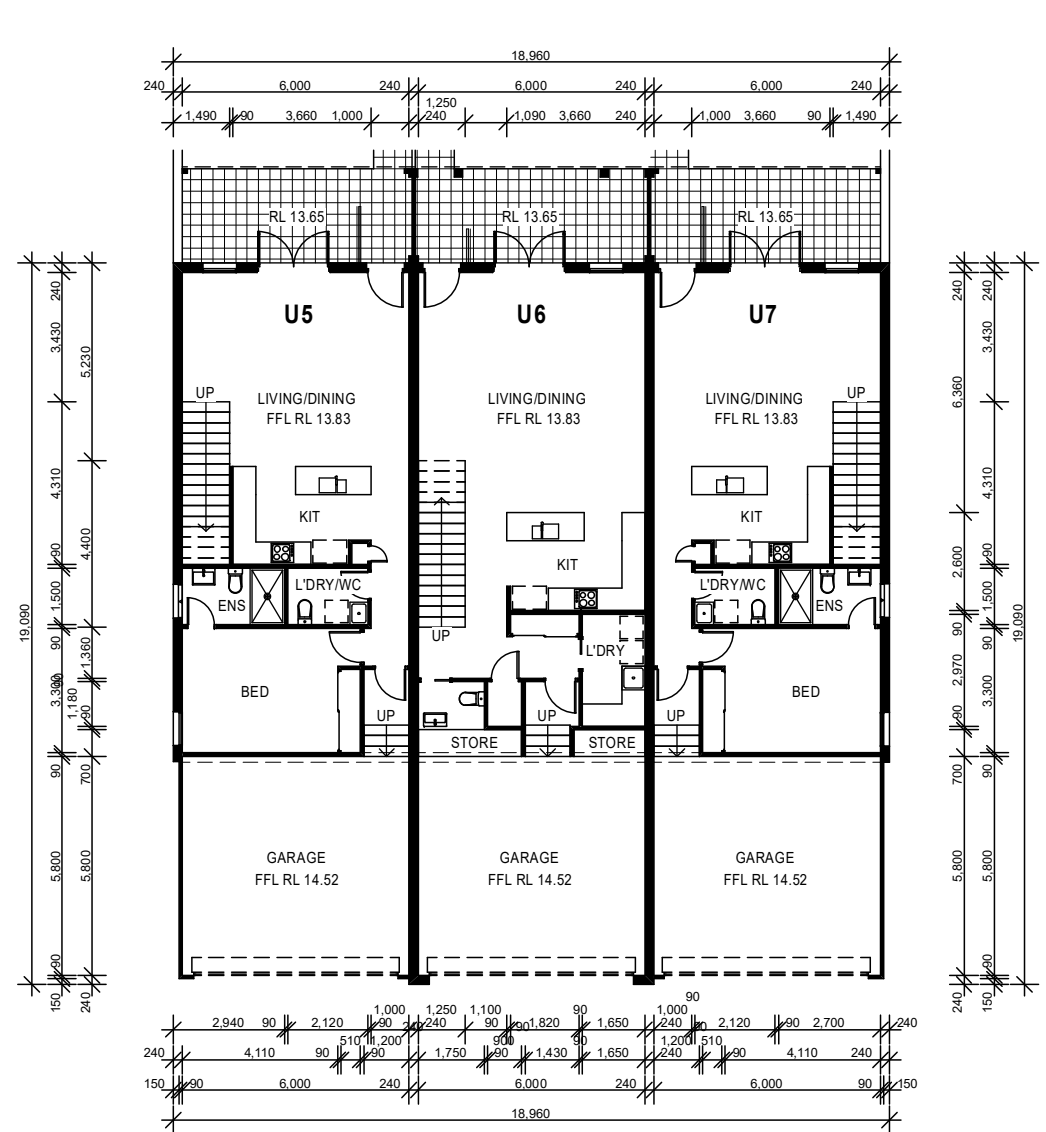 18,960
240 6,000 240 6,000 240 6,000 240
1,250
1,490 90 3,660 1,000 240 1,090 3,660 240 1,000 3,660 90 1,490
RL 13.65 RL 13.65 RL 13.65
U5 U6 U7
UP UP
LIVING/DINING LIVING/DINING LIVING/DINING
FFL RL 13.83 FFL RL 13.83 FFL RL 13.83
KIT KIT
KIT
L'DRY/WC L'DRY/WC
ENS ENS
UP
L'DRY
BED BED
UP UP UP
STORE STORE
GARAGE GARAGE GARAGE
FFL RL 14.52 FFL RL 14.52 FFL RL 14.52
19,090
240 3,430 4,310 90 1,500 90 3,300 90 5,800 90 150
5,230 4,400 1,360 1,180 90 700 5,800 240
240 6,360 2,600 90 2,970 90 700 5,800 240
240 3,430 4,310 90 1,500 90 3,300 90 5,800 90 150
19,090
90
1,000 1,250 1,100 90 1,000
2,940 90 2,120 90 240 240 90 1,820 1,650 240 2,120 90 2,700 240
510 1,200 900 90 1,200 510
240 4,110 90 90 1,750 90 1,430 1,650 240 90 4,110 240
150 90 6,000 240 6,000 240 6,000 90 150
18,960